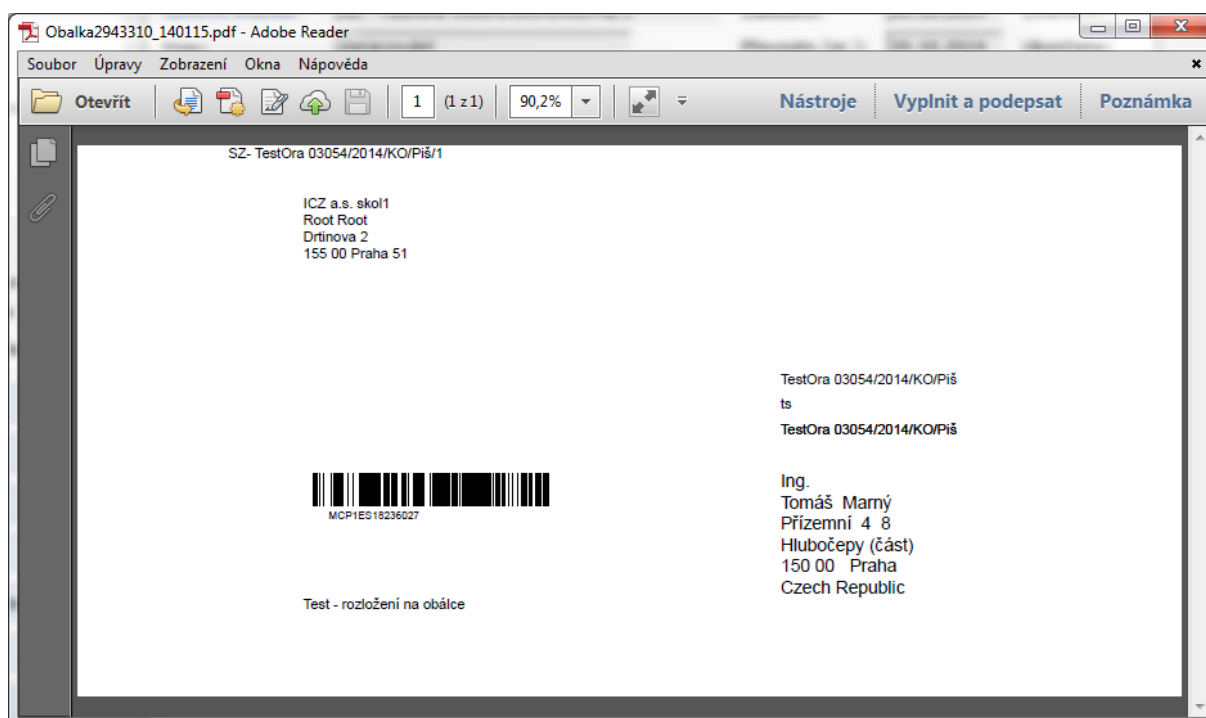 Obalka2943310_140115.pdf - Adobe Reader
Soubor Úpravy Zobrazení Okna Nápověda
Otevřít 1 (1 z 1) 90,2% Nástroje Vyplnit a podepsat Poznámka
SZ- TestOra 03054/2014/KO/Piš/1
ICZ a.s. skol1
Root Root
Drtinova 2
155 00 Praha 51
TestOra 03054/2014/KO/Piš
ts
TestOra 03054/2014/KO/Piš
MCP1ES18236027
Ing.
Tomáš Marný
Přízemní 4 8
Hlubočepy (část)
150 00 Praha
Czech Republic
Test - rozložení na obálce